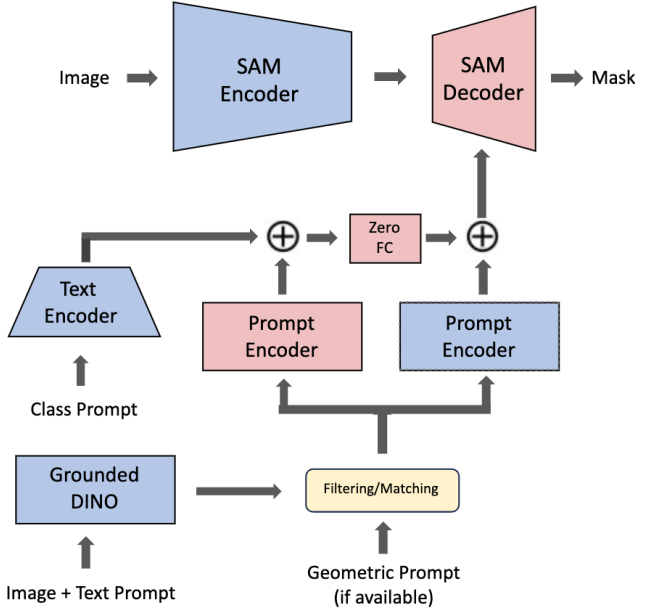 Image
SAM
Encoder
SAM
Decoder
Mask
Zero
FC
Text
Encoder
Prompt
Encoder
Prompt
Encoder
Class Prompt
Grounded
DINO
Filtering/Matching
Image + Text Prompt
Geometric Prompt
(if available)